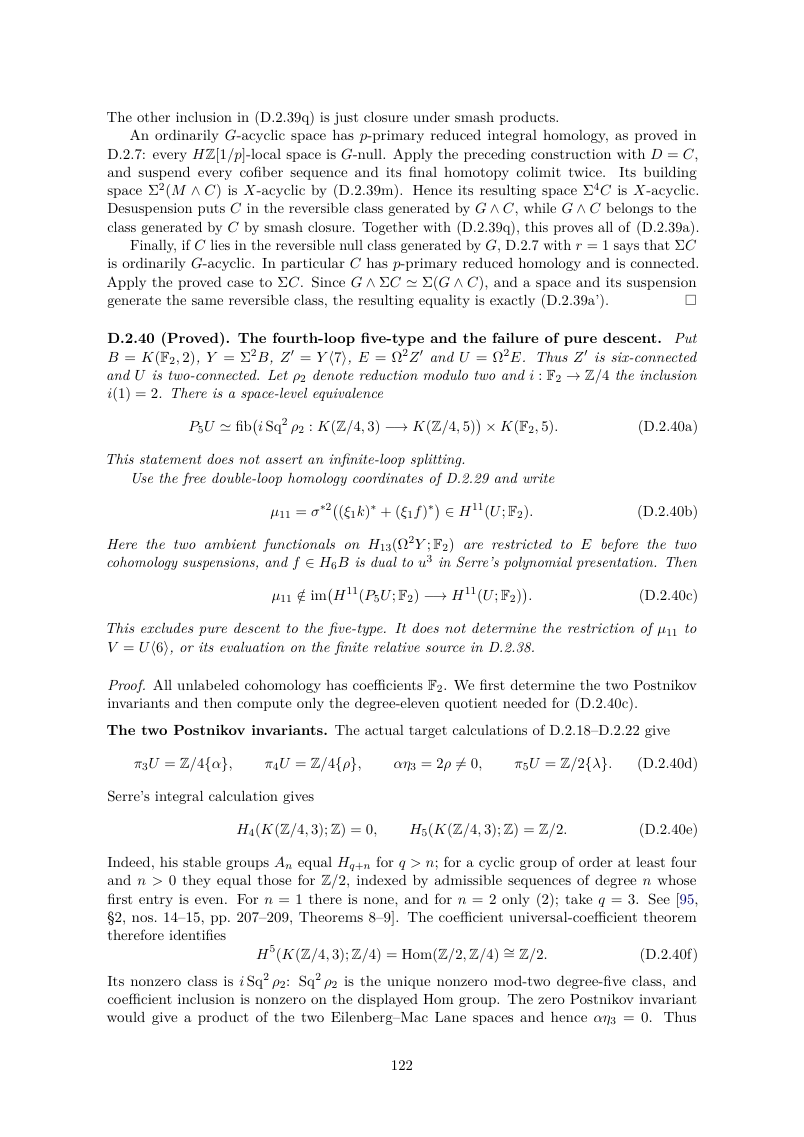 The other inclusion in (D.2.39q) is just closure under smash products.
An ordinarily G-acyclic space has p-primary reduced integral homology, as proved in
D.2.7: every Hℤ[1/p]-local space is G-null. Apply the preceding construction with D = C,
and suspend every cofiber sequence and its final homotopy colimit twice. Its building
space Σ²(M ∧ C) is X-acyclic by (D.2.39m). Hence its resulting space Σ⁴C is X-acyclic.
Desuspension puts C in the reversible class generated by G ∧ C, while G ∧ C belongs to the
class generated by C by smash closure. Together with (D.2.39q), this proves all of (D.2.39a).
Finally, if C lies in the reversible null class generated by G, D.2.7 with r = 1 says that ΣC
is ordinarily G-acyclic. In particular C has p-primary reduced homology and is connected.
Apply the proved case to ΣC. Since G ∧ ΣC ≃ Σ(G ∧ C), and a space and its suspension
generate the same reversible class, the resulting equality is exactly (D.2.39a'). □
D.2.40 (Proved). The fourth-loop five-type and the failure of pure descent. Put
B = K(𝔽₂, 2), Y = Σ²B, Z′ = Y⟨7⟩, E = Ω²Z′ and U = Ω²E. Thus Z′ is six-connected
and U is two-connected. Let ρ₂ denote reduction modulo two and i : 𝔽₂ → ℤ/4 the inclusion
i(1) = 2. There is a space-level equivalence
P₅U ≃ fib(i Sq² ρ₂ : K(ℤ/4, 3) ⟶ K(ℤ/4, 5)) × K(𝔽₂, 5). (D.2.40a)
This statement does not assert an infinite-loop splitting.
Use the free double-loop homology coordinates of D.2.29 and write
μ₁₁ = σ*²((ξ₁k)* + (ξ₁f)*) ∈ H¹¹(U; 𝔽₂). (D.2.40b)
Here the two ambient functionals on H₁₃(Ω²Y; 𝔽₂) are restricted to E before the two
cohomology suspensions, and f ∈ H₆B is dual to u³ in Serre's polynomial presentation. Then
μ₁₁ ∉ im(H¹¹(P₅U; 𝔽₂) ⟶ H¹¹(U; 𝔽₂)). (D.2.40c)
This excludes pure descent to the five-type. It does not determine the restriction of μ₁₁ to
V = U⟨6⟩, or its evaluation on the finite relative source in D.2.38.
Proof. All unlabeled cohomology has coefficients 𝔽₂. We first determine the two Postnikov
invariants and then compute only the degree-eleven quotient needed for (D.2.40c).
The two Postnikov invariants. The actual target calculations of D.2.18–D.2.22 give
π₃U = ℤ/4{α}, π₄U = ℤ/4{ρ}, αη₃ = 2ρ ≠ 0, π₅U = ℤ/2{λ}. (D.2.40d)
Serre's integral calculation gives
H₄(K(ℤ/4, 3); ℤ) = 0, H₅(K(ℤ/4, 3); ℤ) = ℤ/2. (D.2.40e)
Indeed, his stable groups Aₙ equal H_{q+n} for q > n; for a cyclic group of order at least four
and n > 0 they equal those for ℤ/2, indexed by admissible sequences of degree n whose
first entry is even. For n = 1 there is none, and for n = 2 only (2); take q = 3. See [95,
§2, nos. 14–15, pp. 207–209, Theorems 8–9]. The coefficient universal-coefficient theorem
therefore identifies
H⁵(K(ℤ/4, 3); ℤ/4) = Hom(ℤ/2, ℤ/4) ≅ ℤ/2. (D.2.40f)
Its nonzero class is i Sq² ρ₂: Sq² ρ₂ is the unique nonzero mod-two degree-five class, and
coefficient inclusion is nonzero on the displayed Hom group. The zero Postnikov invariant
would give a product of the two Eilenberg–Mac Lane spaces and hence αη₃ = 0. Thus
122